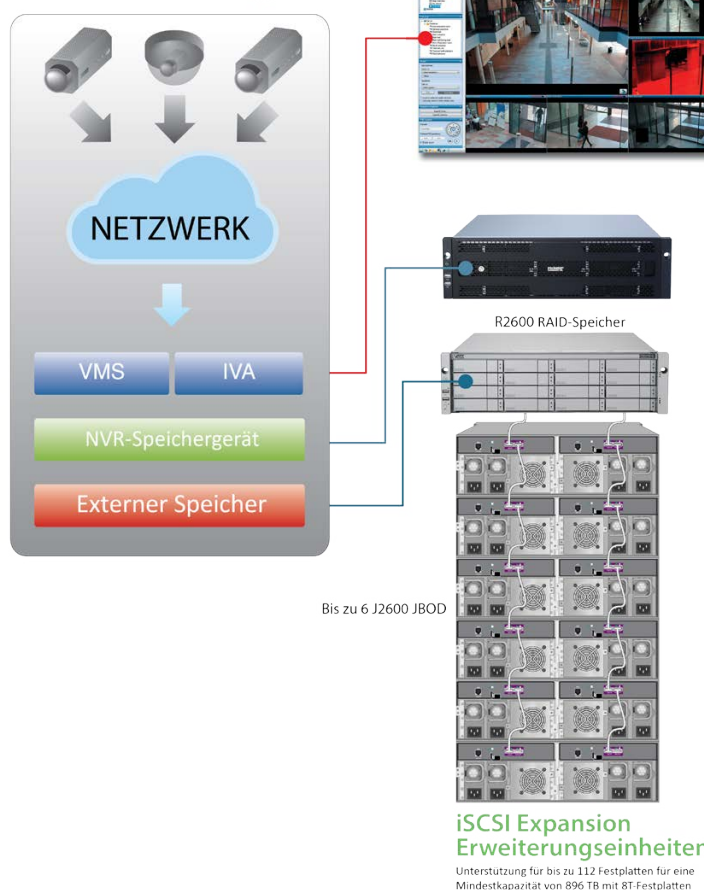 NETZWERK
VMS
IVA
NVR-Speichergerät
Externer Speicher
R2600 RAID-Speicher
Bis zu 6 J2600 JBOD
iSCSI Expansion
Erweiterungseinheiten
Unterstützung für bis zu 112 Festplatten für eine
Mindestkapazität von 896 TB mit 8T-Festplatten